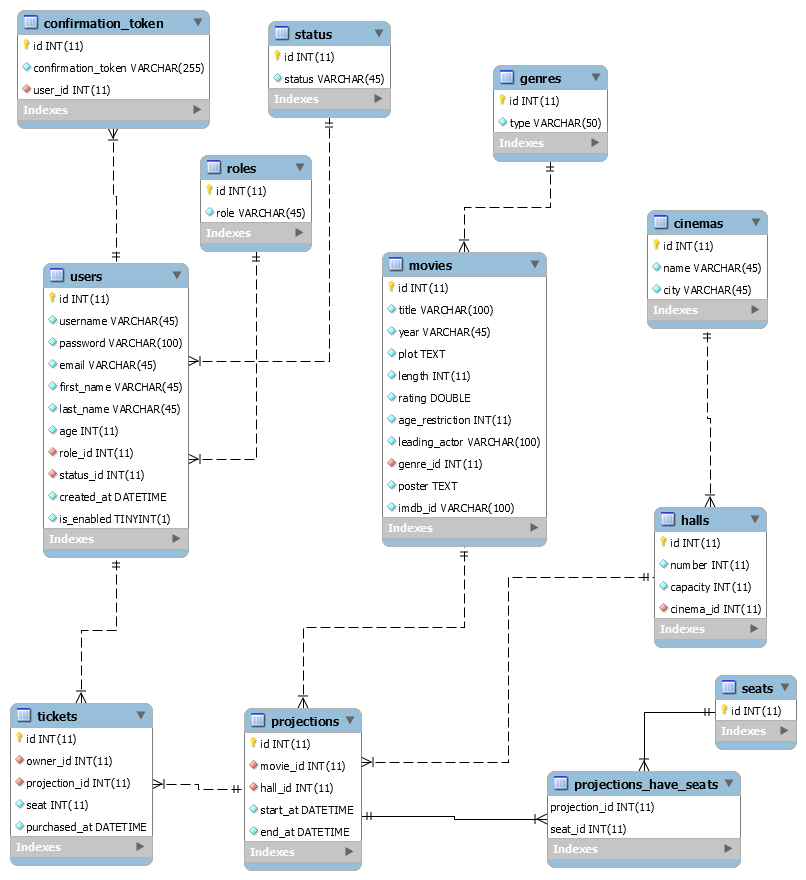 confirmation_token
id INT(11)
confirmation_token VARCHAR(255)
user_id INT(11)
Indexes
status
id INT(11)
status VARCHAR(45)
Indexes
genres
id INT(11)
type VARCHAR(50)
Indexes
roles
id INT(11)
role VARCHAR(45)
Indexes
cinemas
id INT(11)
name VARCHAR(45)
city VARCHAR(45)
Indexes
users
id INT(11)
username VARCHAR(45)
password VARCHAR(100)
email VARCHAR(45)
first_name VARCHAR(45)
last_name VARCHAR(45)
age INT(11)
role_id INT(11)
status_id INT(11)
created_at DATETIME
is_enabled TINYINT(1)
Indexes
movies
id INT(11)
title VARCHAR(100)
year VARCHAR(45)
plot TEXT
length INT(11)
rating DOUBLE
age_restriction INT(11)
leading_actor VARCHAR(100)
genre_id INT(11)
poster TEXT
imdb_id VARCHAR(100)
Indexes
halls
id INT(11)
number INT(11)
capacity INT(11)
cinema_id INT(11)
Indexes
tickets
id INT(11)
owner_id INT(11)
projection_id INT(11)
seat INT(11)
purchased_at DATETIME
Indexes
projections
id INT(11)
movie_id INT(11)
hall_id INT(11)
start_at DATETIME
end_at DATETIME
Indexes
seats
id INT(11)
Indexes
projections_have_seats
projection_id INT(11)
seat_id INT(11)
Indexes